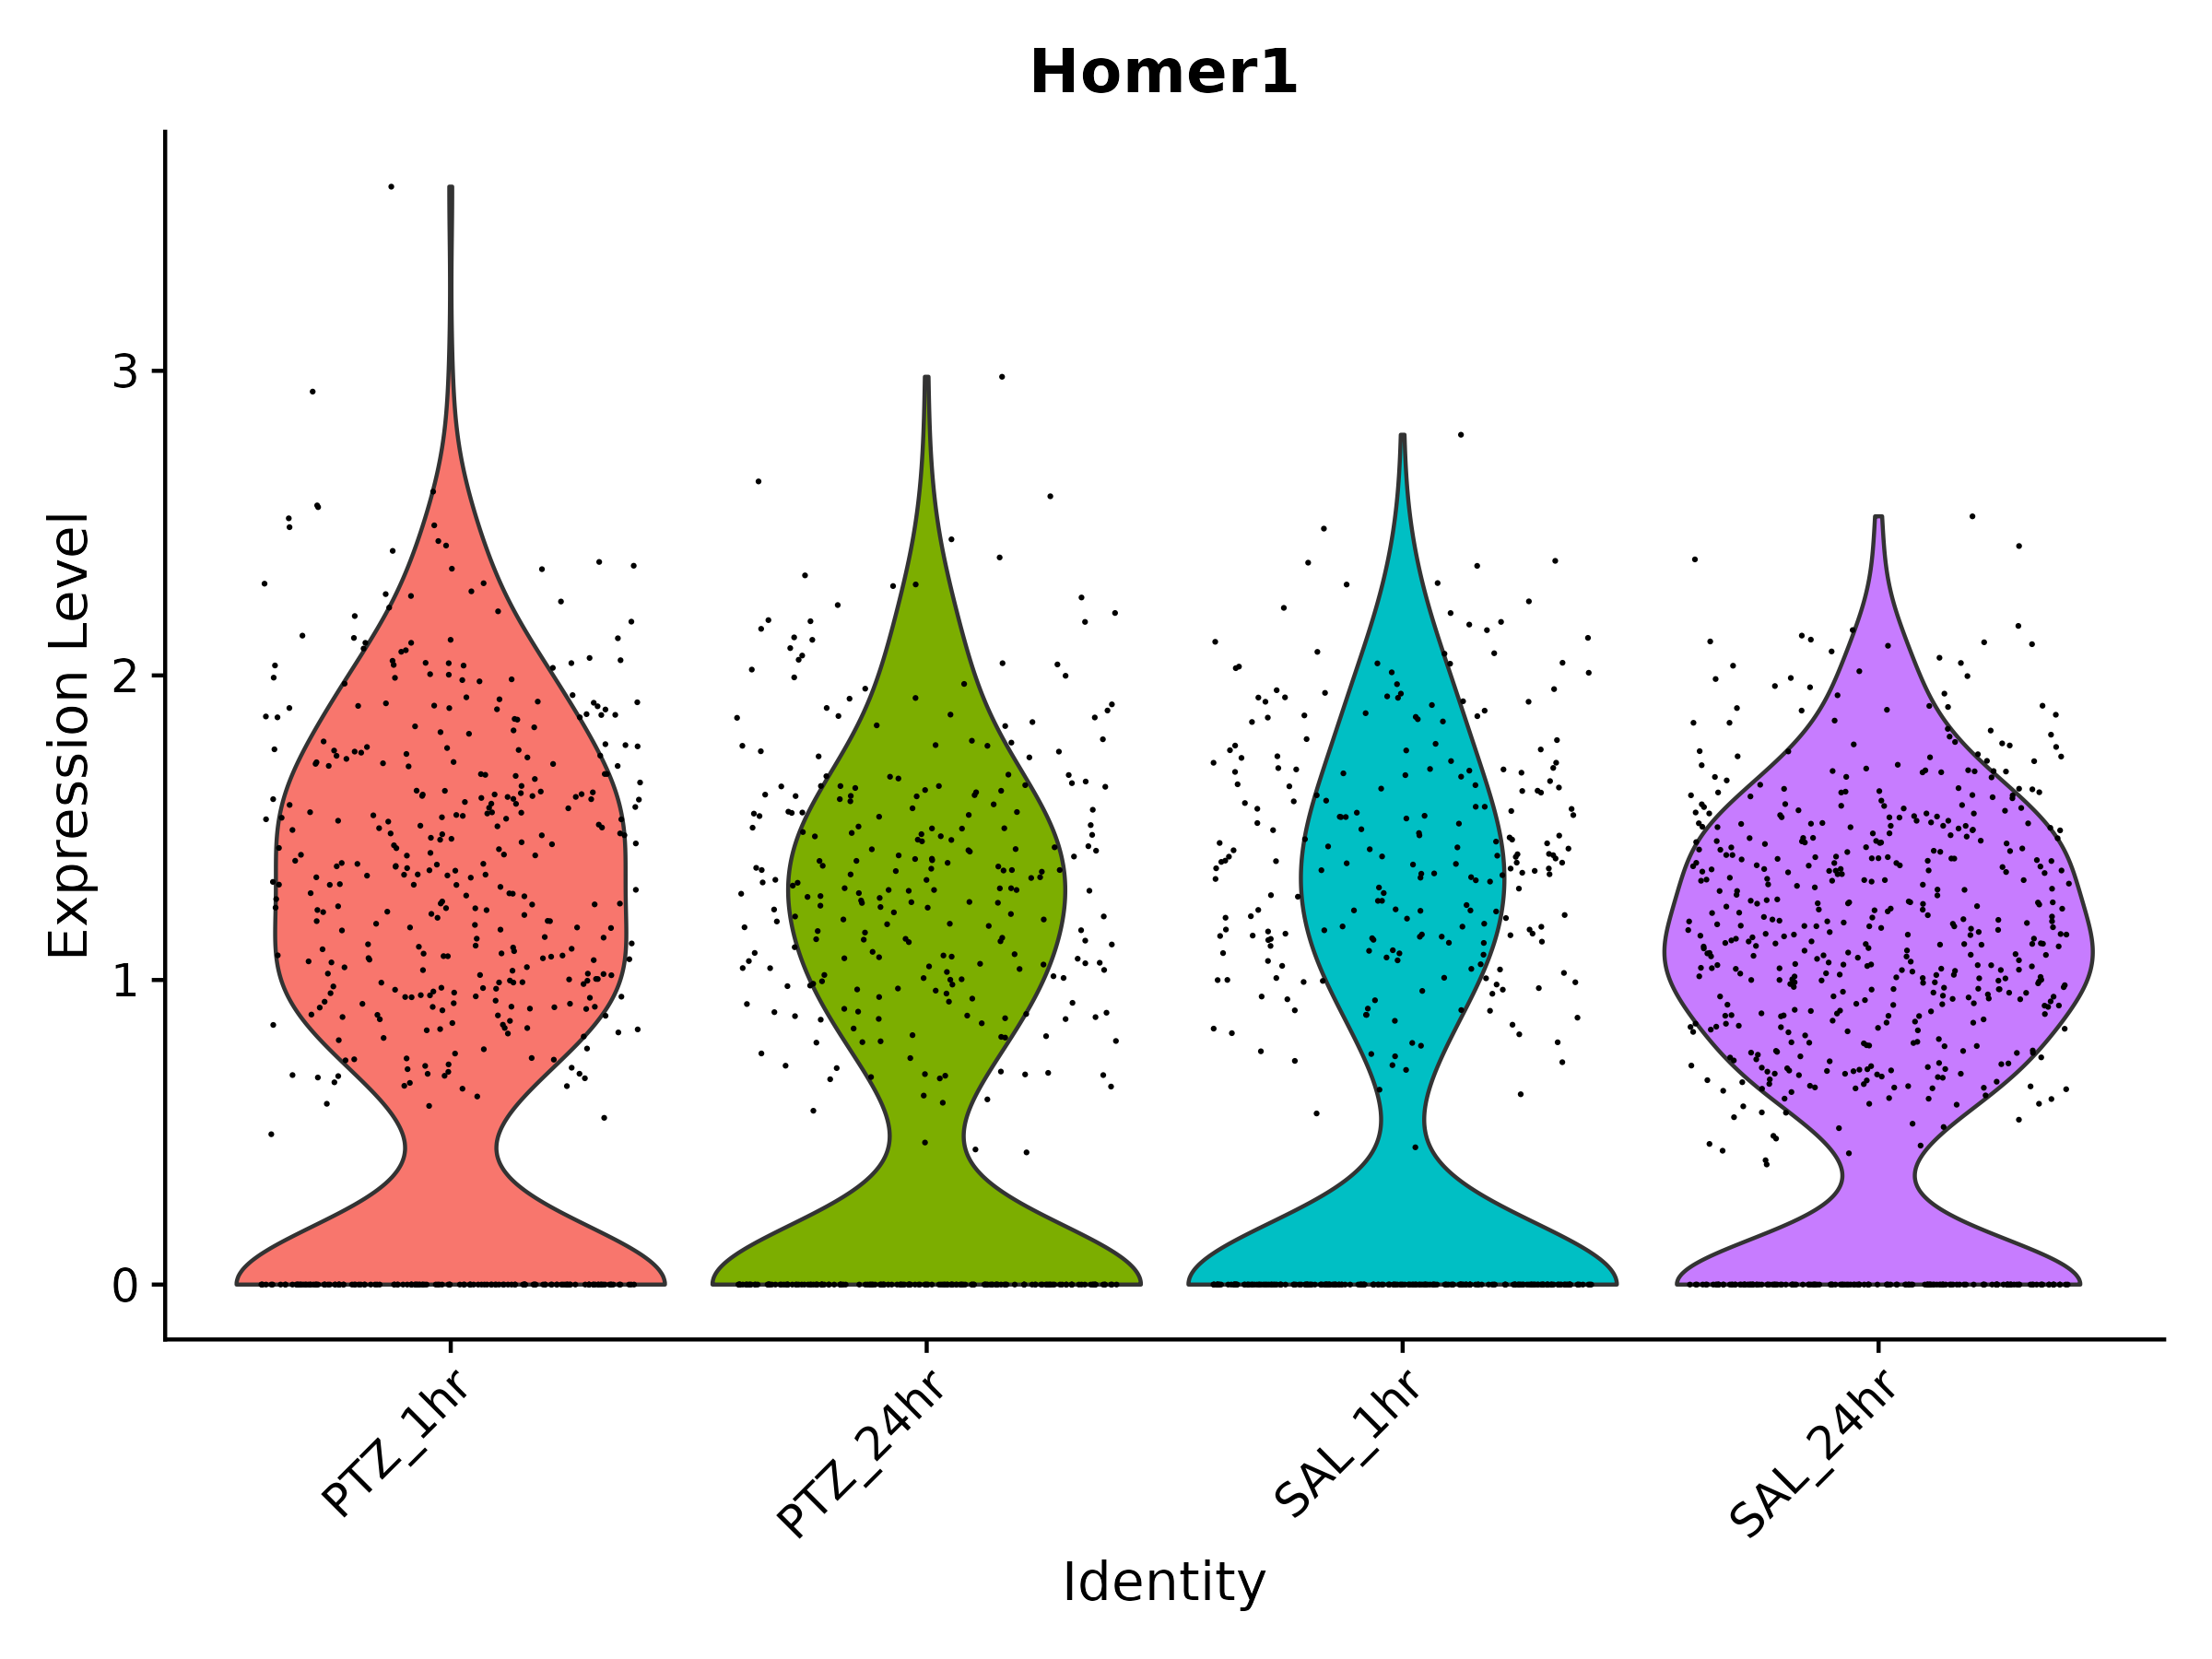 Homer1
Expression Level
3
2
1
0
PTZ_1hr
PTZ_24hr
SAL_1hr
SAL_24hr
Identity